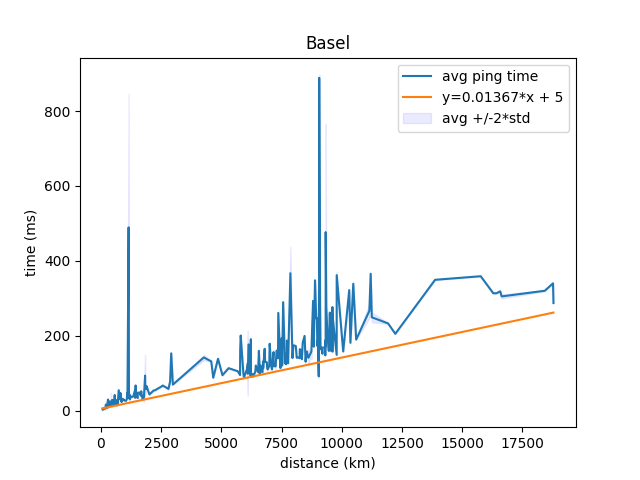 Basel
avg ping time
y=0.01367*x + 5
avg +/-2*std
time (ms)
800
600
400
200
0
0 2500 5000 7500 10000 12500 15000 17500
distance (km)